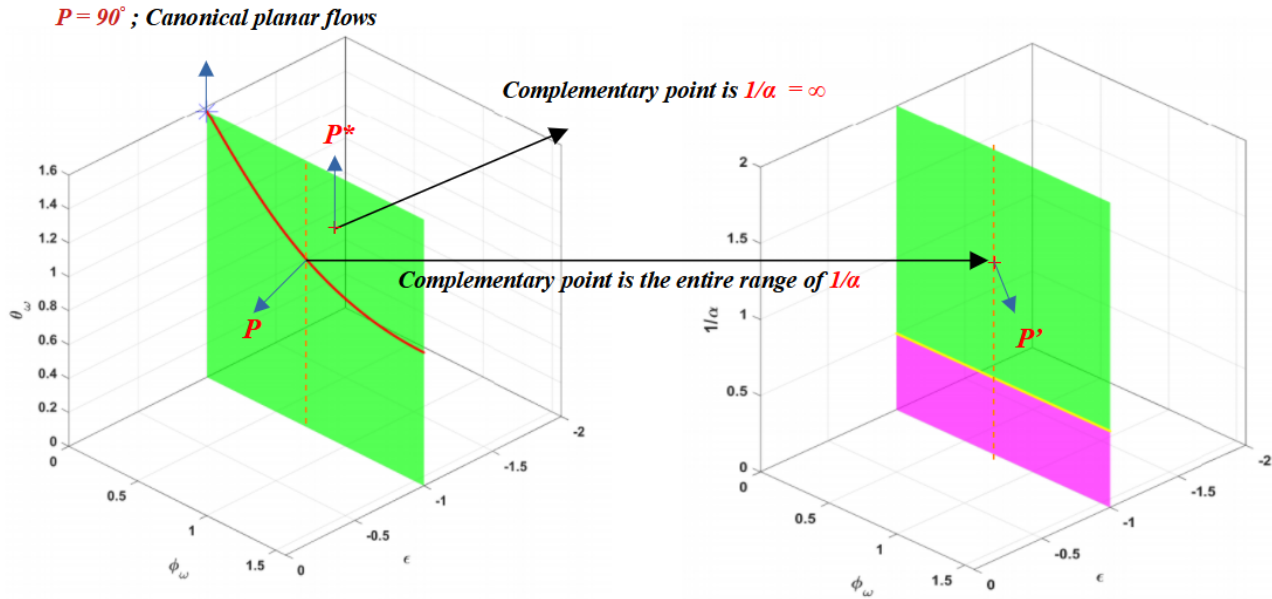 P = 90° ; Canonical planar flows
Complementary point is 1/α = ∞
P*
Complementary point is the entire range of 1/α
P
P’
θω
1.6
1.4
1.2
1
0.8
0.6
0.4
0.2
0
0
0.5
1
1.5
ϕω
0
-0.5
-1
-1.5
-2
ϵ
1/α
2
1.5
1
0.5
0
0
0.5
1
1.5
ϕω
0
-0.5
-1
-1.5
-2
ϵ